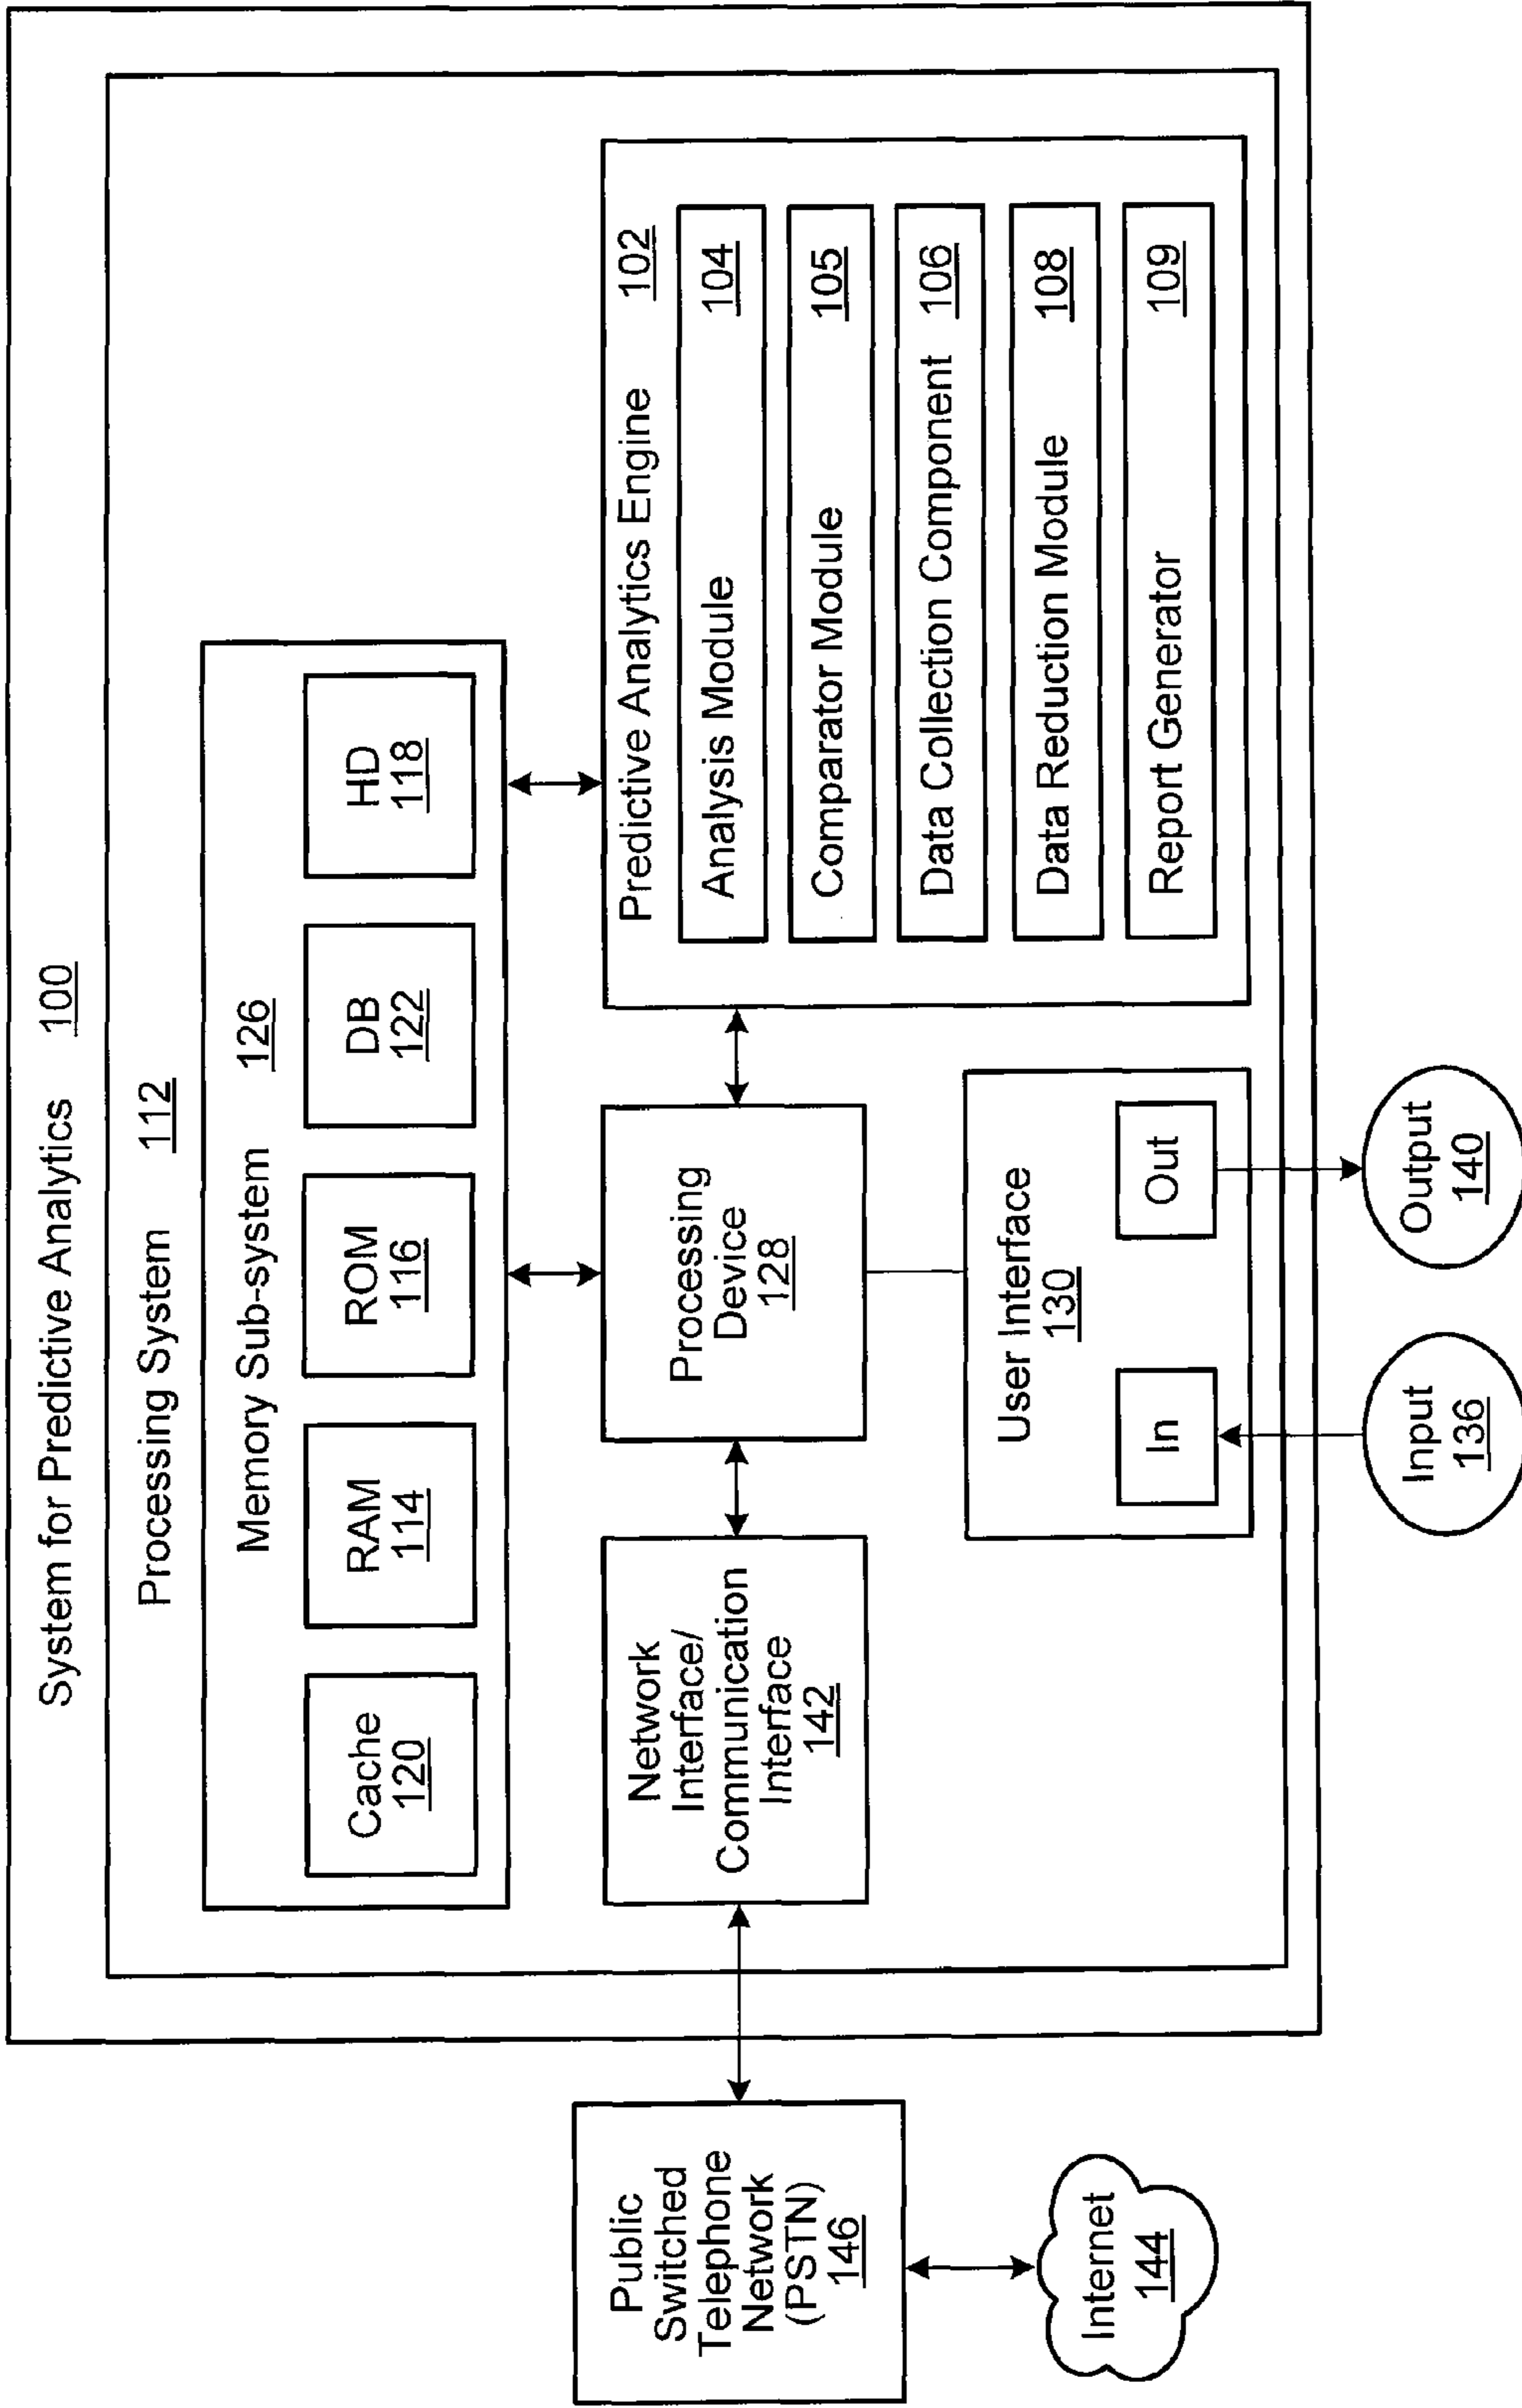 System for Predictive Analytics 100
Processing System 112
Memory Sub-system 126
Cache
120
RAM
114
ROM
116
DB
122
HD
118
Public
Switched
Telephone
Network
(PSTN)
146
Internet
144
Network
Interface/
Communication
Interface
142
Processing
Device
128
Predictive Analytics Engine 102
Analysis Module 104
Comparator Module 105
Data Collection Component 106
Data Reduction Module 108
Report Generator 109
User Interface
130
In
Out
Input
136
Output
140